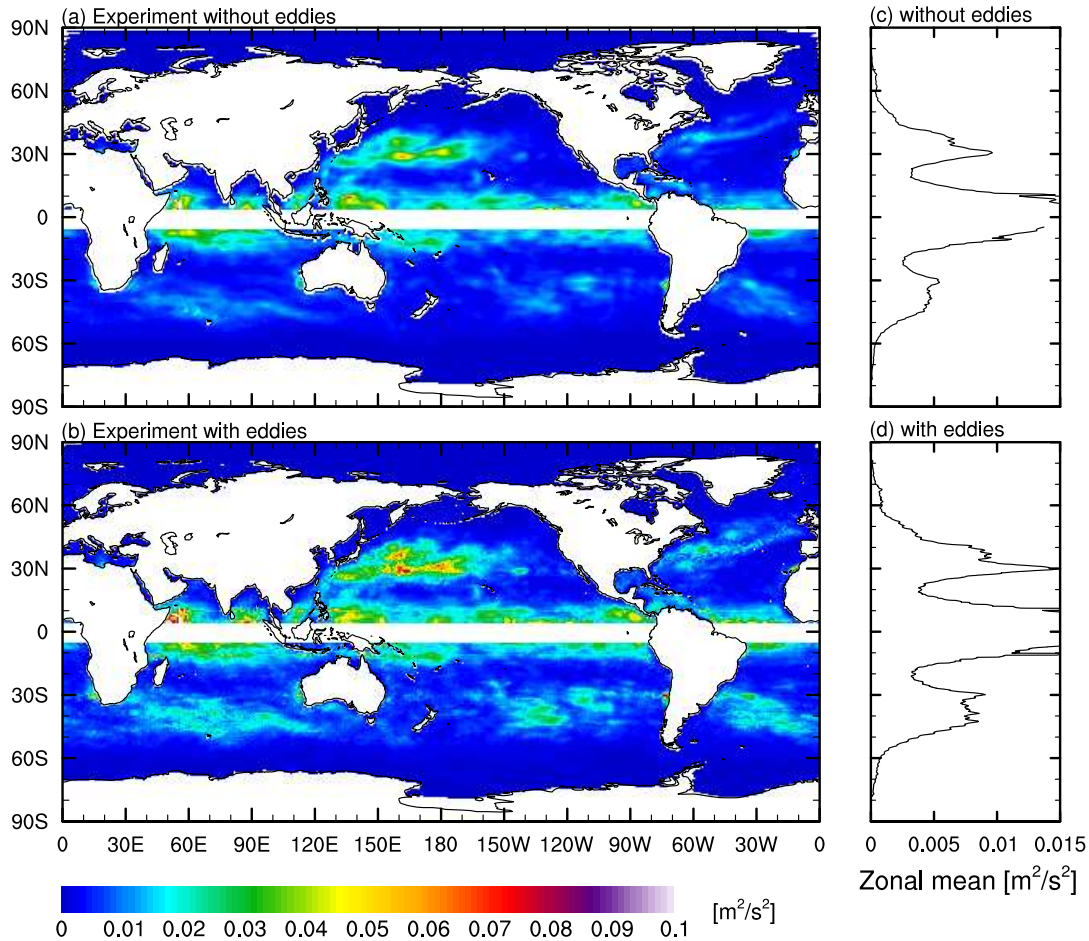 (a) Experiment without eddies
(c) without eddies
90N
60N
30N
0
30S
60S
90S
(b) Experiment with eddies
(d) with eddies
90N
60N
30N
0
30S
60S
90S
0 30E 60E 90E 120E 150E 180 150W 120W 90W 60W 30W 0
0 0.005 0.01 0.015
Zonal mean [m²/s²]
0 0.01 0.02 0.03 0.04 0.05 0.06 0.07 0.08 0.09 0.1
[m²/s²]